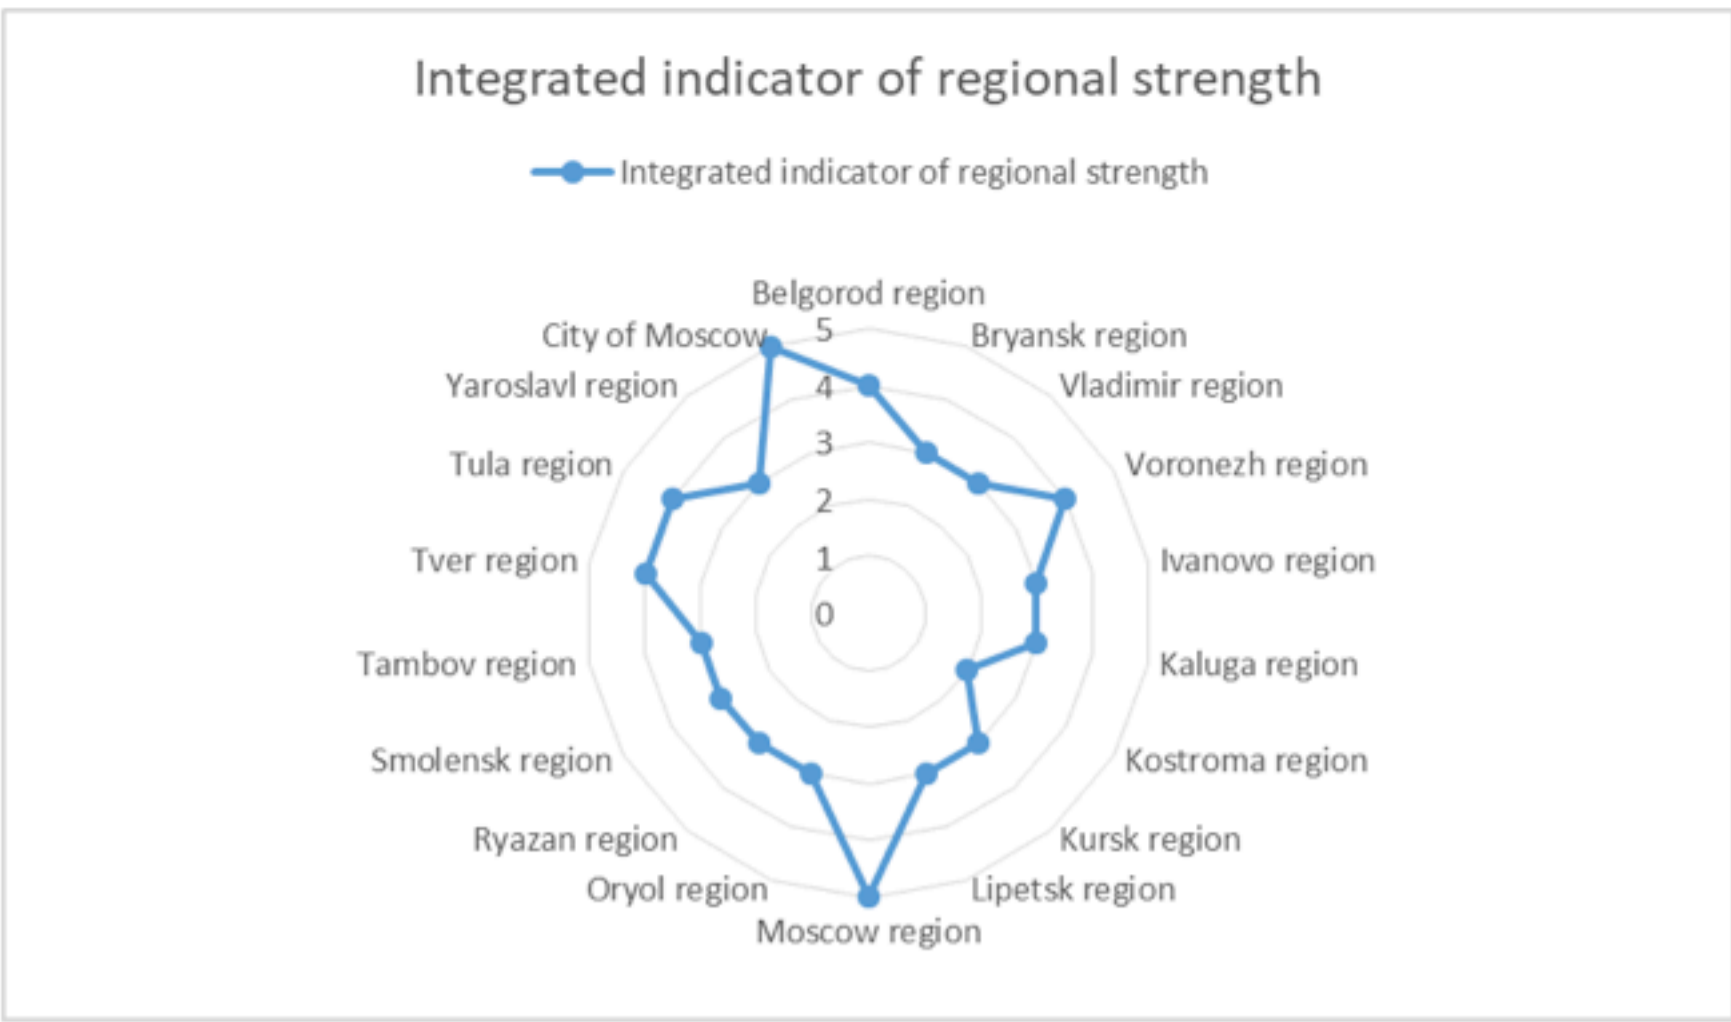 Integrated indicator of regional strength
Integrated indicator of regional strength
Belgorod region
City of Moscow
5
Bryansk region
Yaroslavl region
4
Vladimir region
3
Tula region
Voronezh region
2
Tver region
1
Ivanovo region
0
Tambov region
Kaluga region
Smolensk region
Kostroma region
Ryazan region
Kursk region
Oryol region
Lipetsk region
Moscow region